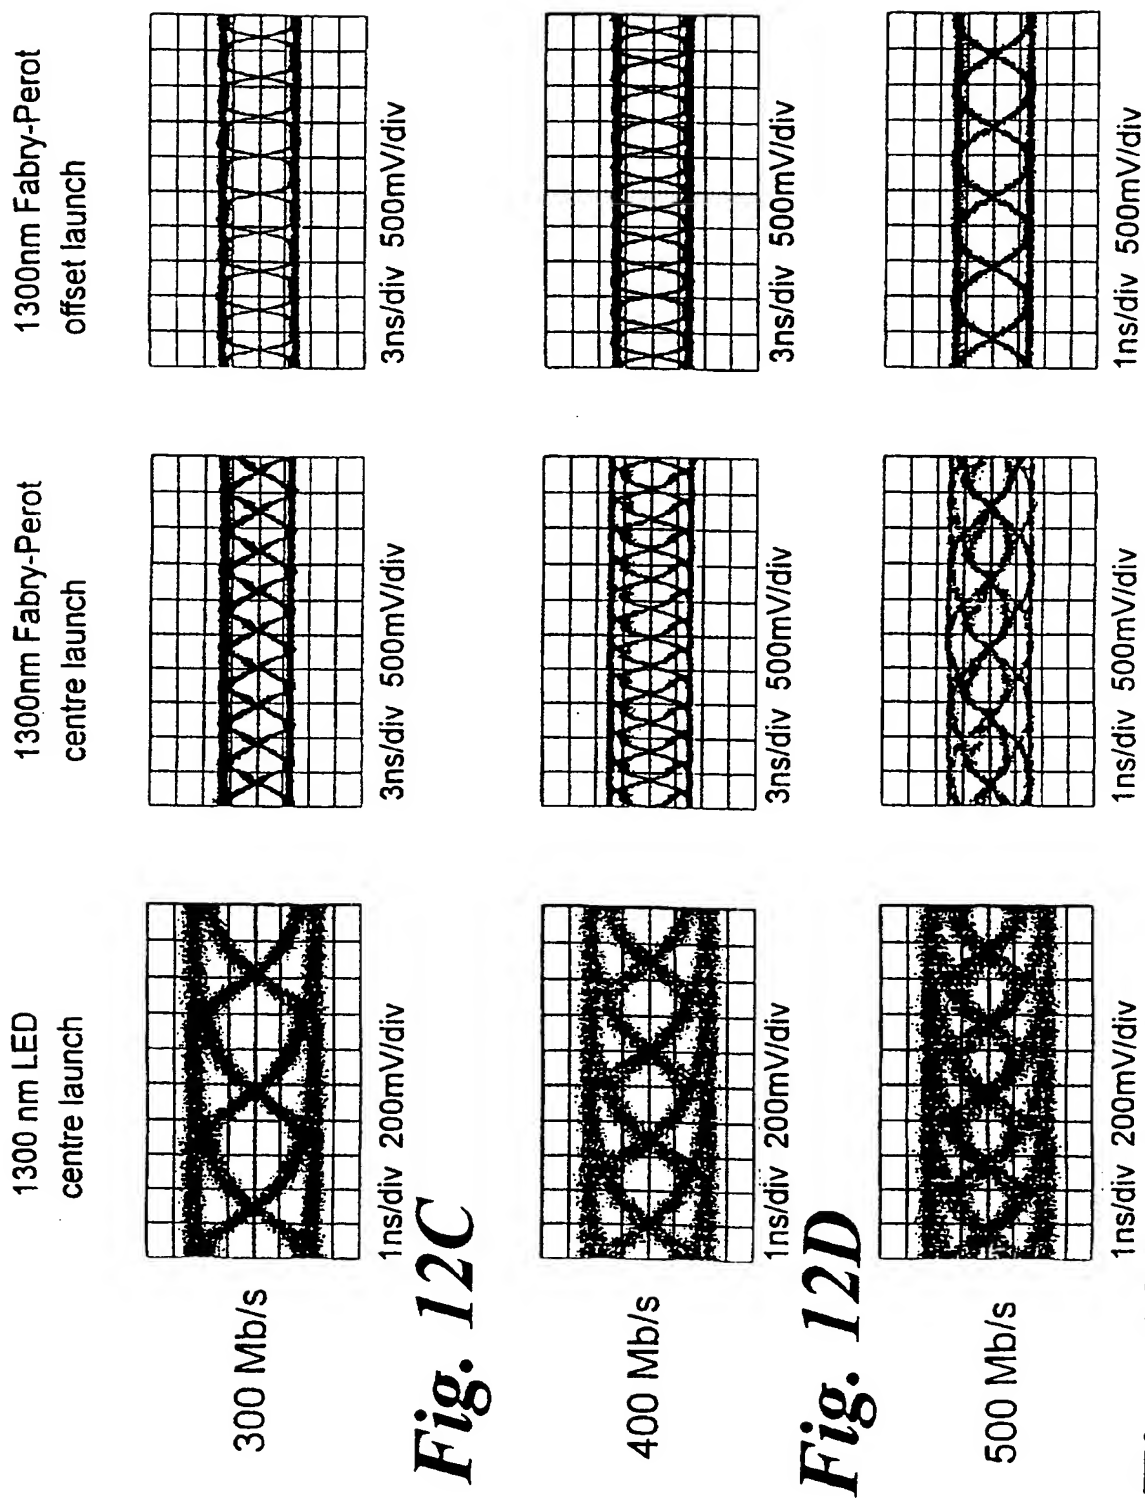 1300 nm LED
centre launch
1300nm Fabry-Perot
centre launch
1300nm Fabry-Perot
offset launch
300 Mb/s
1ns/div 200mV/div
3ns/div 500mV/div
3ns/div 500mV/div
Fig. 12C
400 Mb/s
1ns/div 200mV/div
3ns/div 500mV/div
3ns/div 500mV/div
Fig. 12D
500 Mb/s
1ns/div 200mV/div
1ns/div 500mV/div
1ns/div 500mV/div